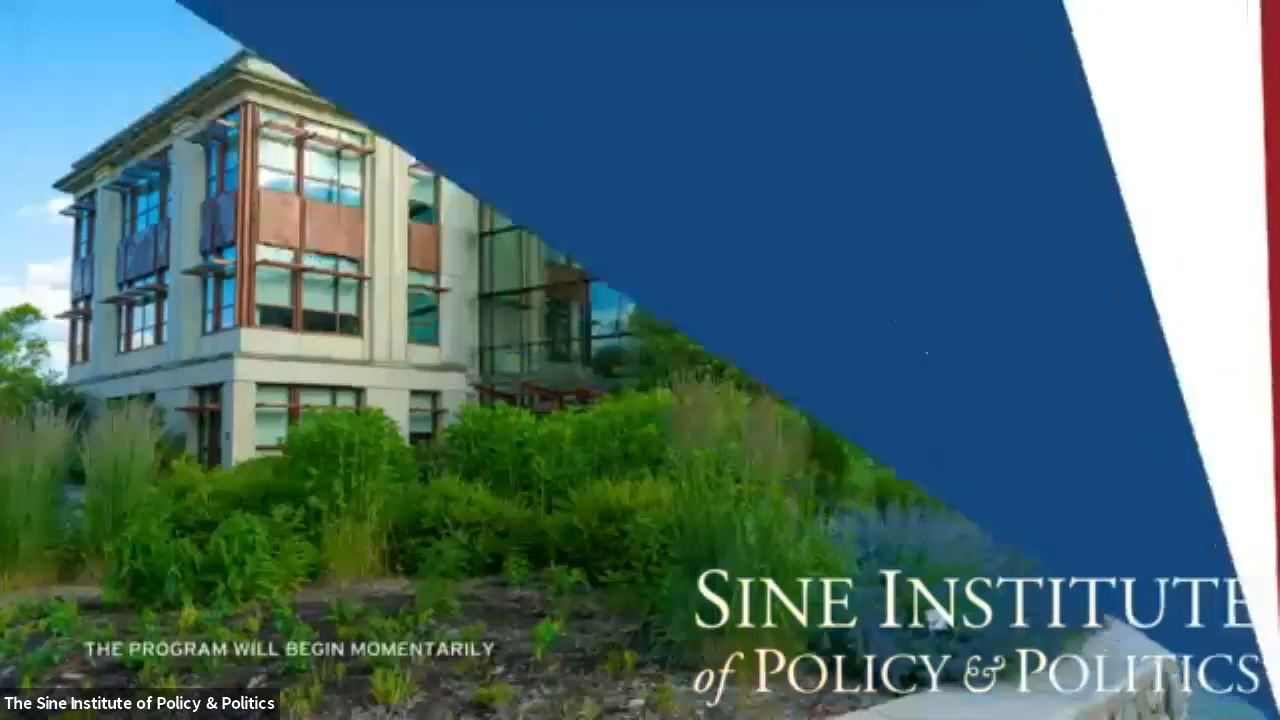 SINE INSTITUTE
of POLICY & POLITICS
THE PROGRAM WILL BEGIN MOMENTARILY
The Sine Institute of Policy & Politics